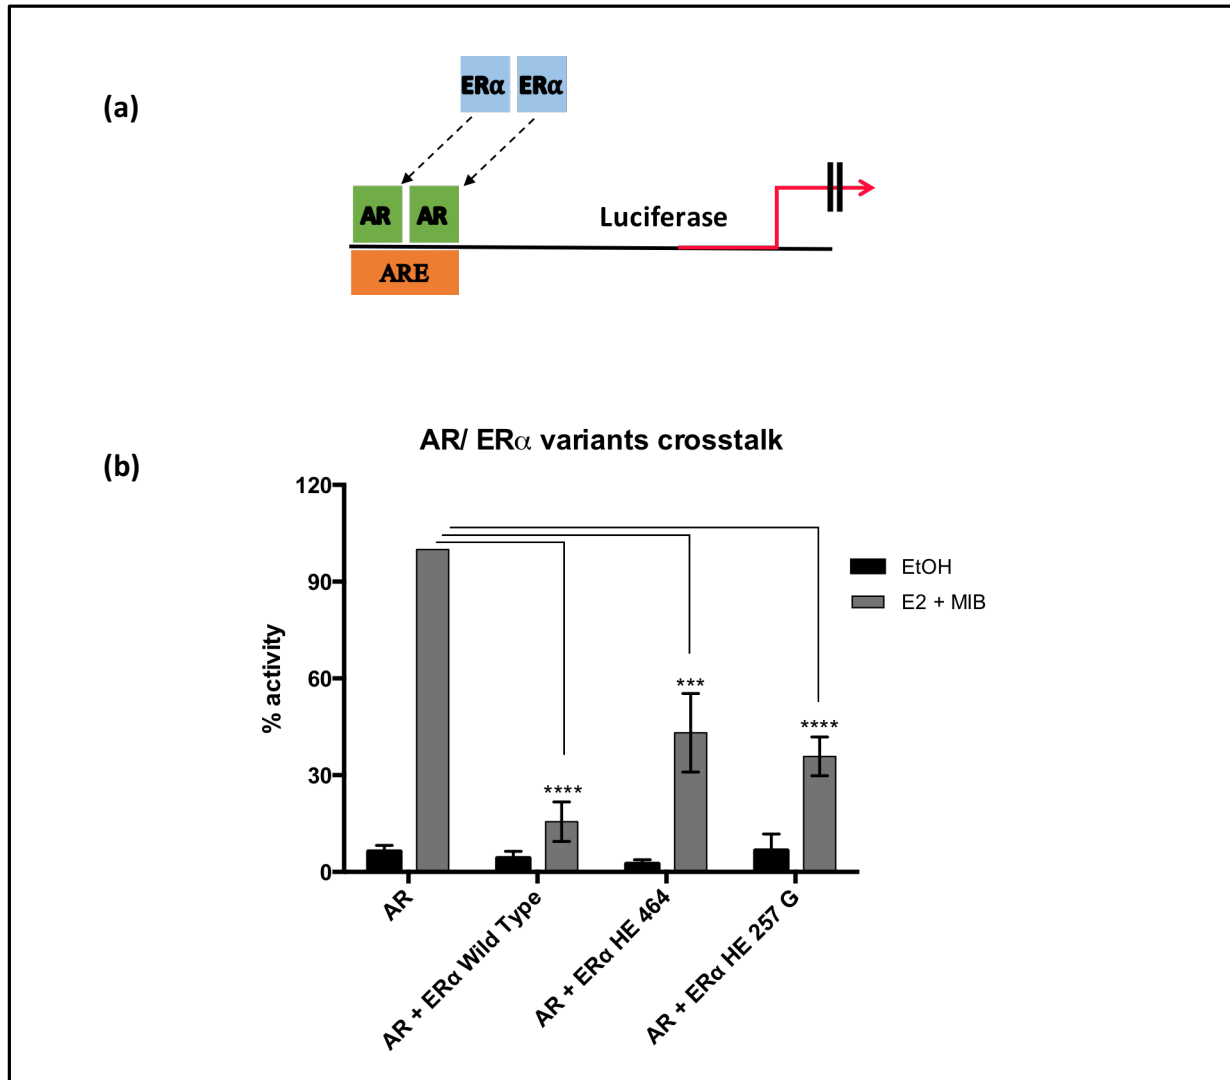 (a)
ERα ERα
AR AR
Luciferase
ARE
(b)
AR/ ERα variants crosstalk
% activity
120
90
60
30
0
****
***
****
EtOH
E2 + MIB
AR
AR + ERα Wild Type
AR + ERα HE 464
AR + ERα HE 257 G